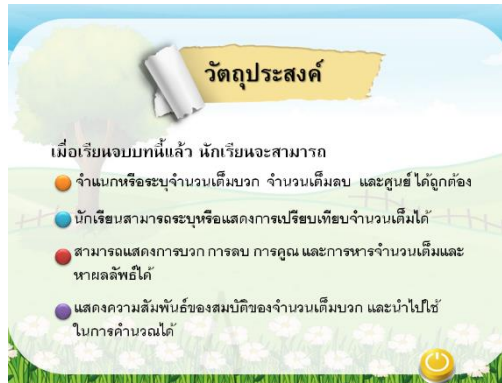 วัตถุประสงค์
เมื่อเรียนจบบทนี้แล้ว นักเรียนจะสามารถ
จำแนกหรือระบุจำนวนเต็มบวก จำนวนเต็มลบ และศูนย์ ได้ถูกต้อง
นักเรียนสามารถระบุหรือแสดงการเปรียบเทียบจำนวนเต็มได้
สามารถแสดงการบวก การลบ การคูณ และการหารจำนวนเต็มและ
หาผลลัพธ์ได้
แสดงความสัมพันธ์ของสมบัติของจำนวนเต็มบวก และนำไปใช้
ในการคำนวณได้